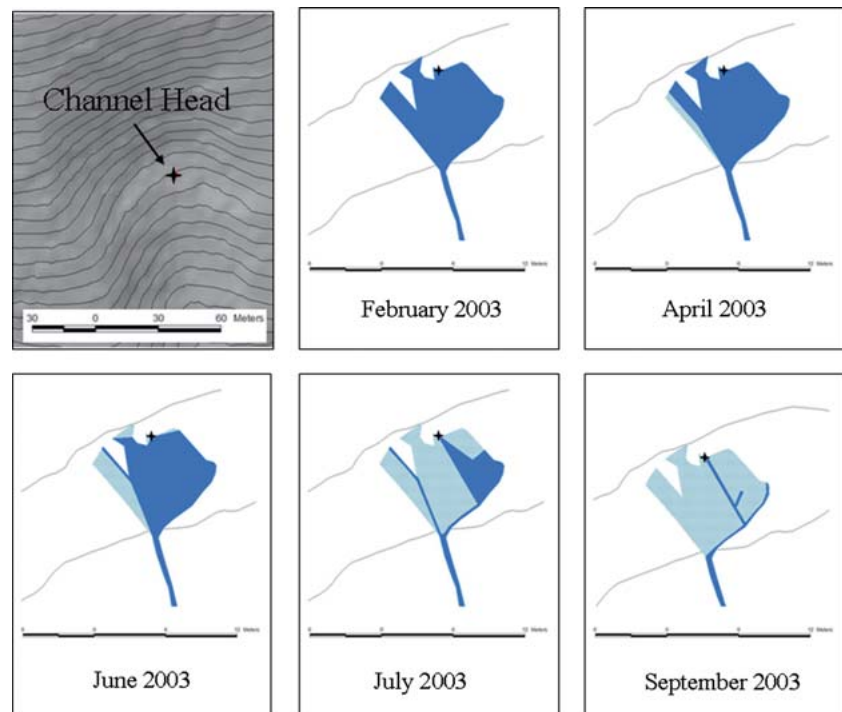 Channel Head
30 0 30 60 Meters
February 2003
April 2003
June 2003
July 2003
September 2003